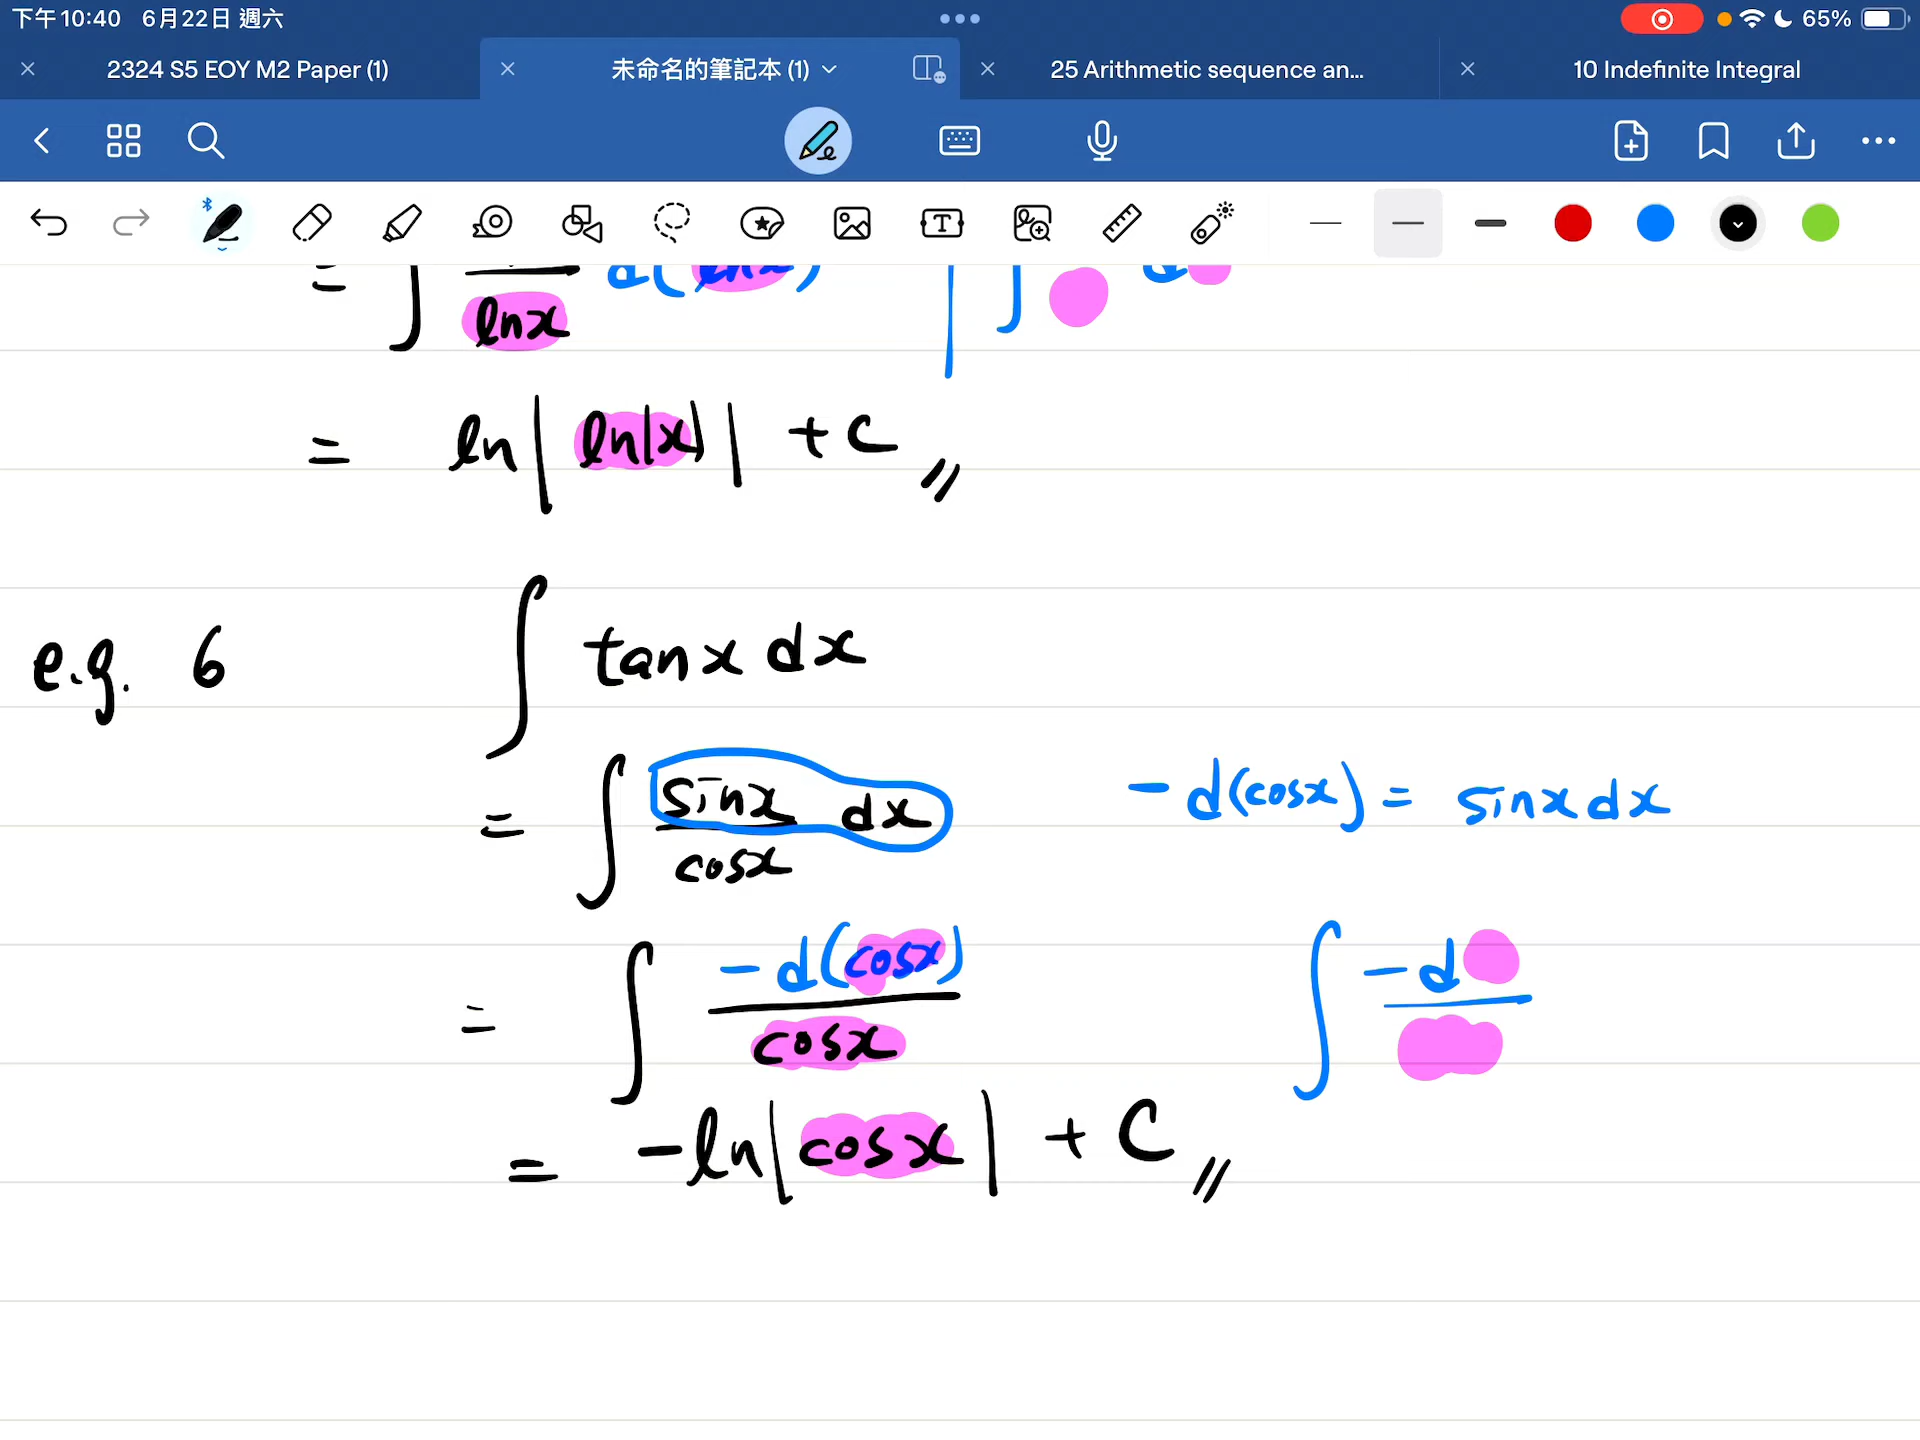 下午10:40 6月22日 週六 65%
2324 S5 EOY M2 Paper (1) 未命名的筆記本 (1) 25 Arithmetic sequence an... 10 Indefinite Integral
= ∫ / lnx d(lnx) | ∫ d
= ln| ln|x| | + C //
e.g. 6 ∫ tanx dx
= ∫ sinx / cosx dx - d(cosx) = sinx dx
= ∫ -d(cosx) / cosx ∫ -d
= -ln|cosx| + C //